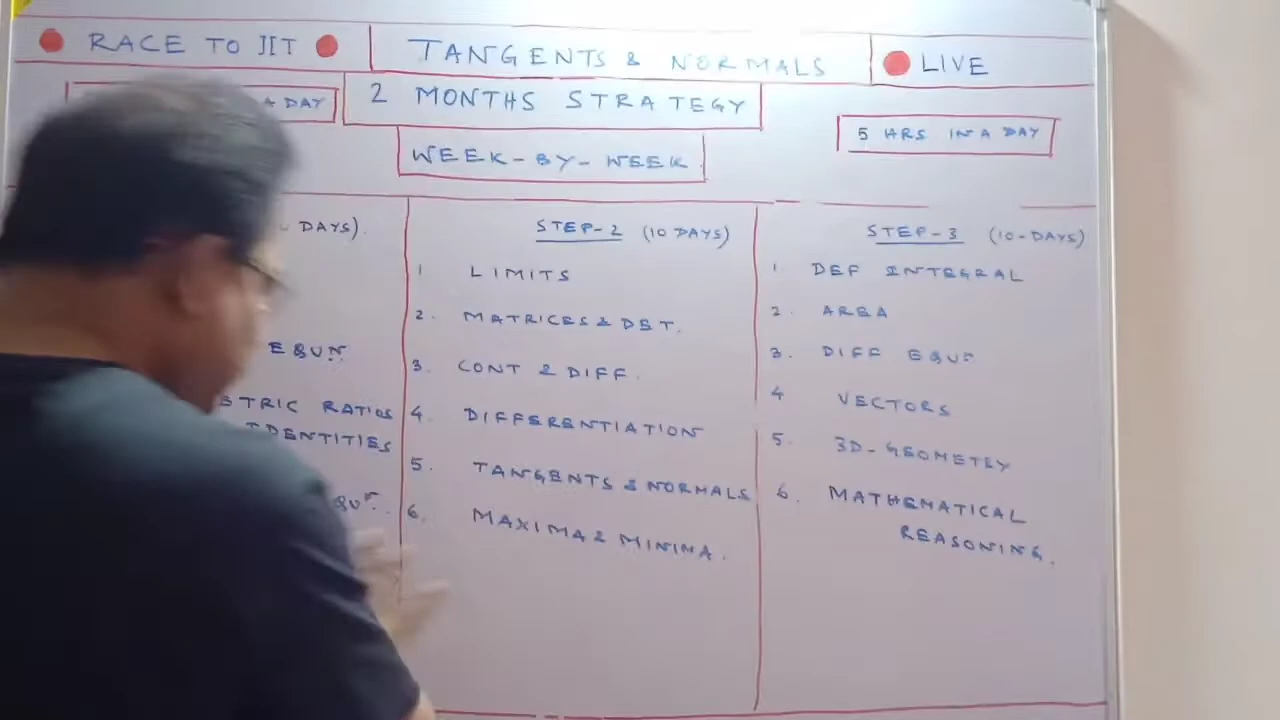 RACE TO IIT
TANGENTS & NORMALS
LIVE
A DAY
2 MONTHS STRATEGY
5 HRS IN A DAY
WEEK-BY-WEEK
DAYS).
EQUN.
RATIOS
IDENTITIES
STEP-2 (10 DAYS)
1 LIMITS
2. MATRICES & DET.
3. CONT & DIFF.
4. DIFFERENTIATION
5. TANGENTS & NORMALS
6. MAXIMA & MINIMA.
STEP-3 (10-DAYS)
1 DEF INTEGRAL
2. AREA
3. DIFF EQUN
4 VECTORS
5. 3D-GEOMETRY
6. MATHEMATICAL
REASONING.